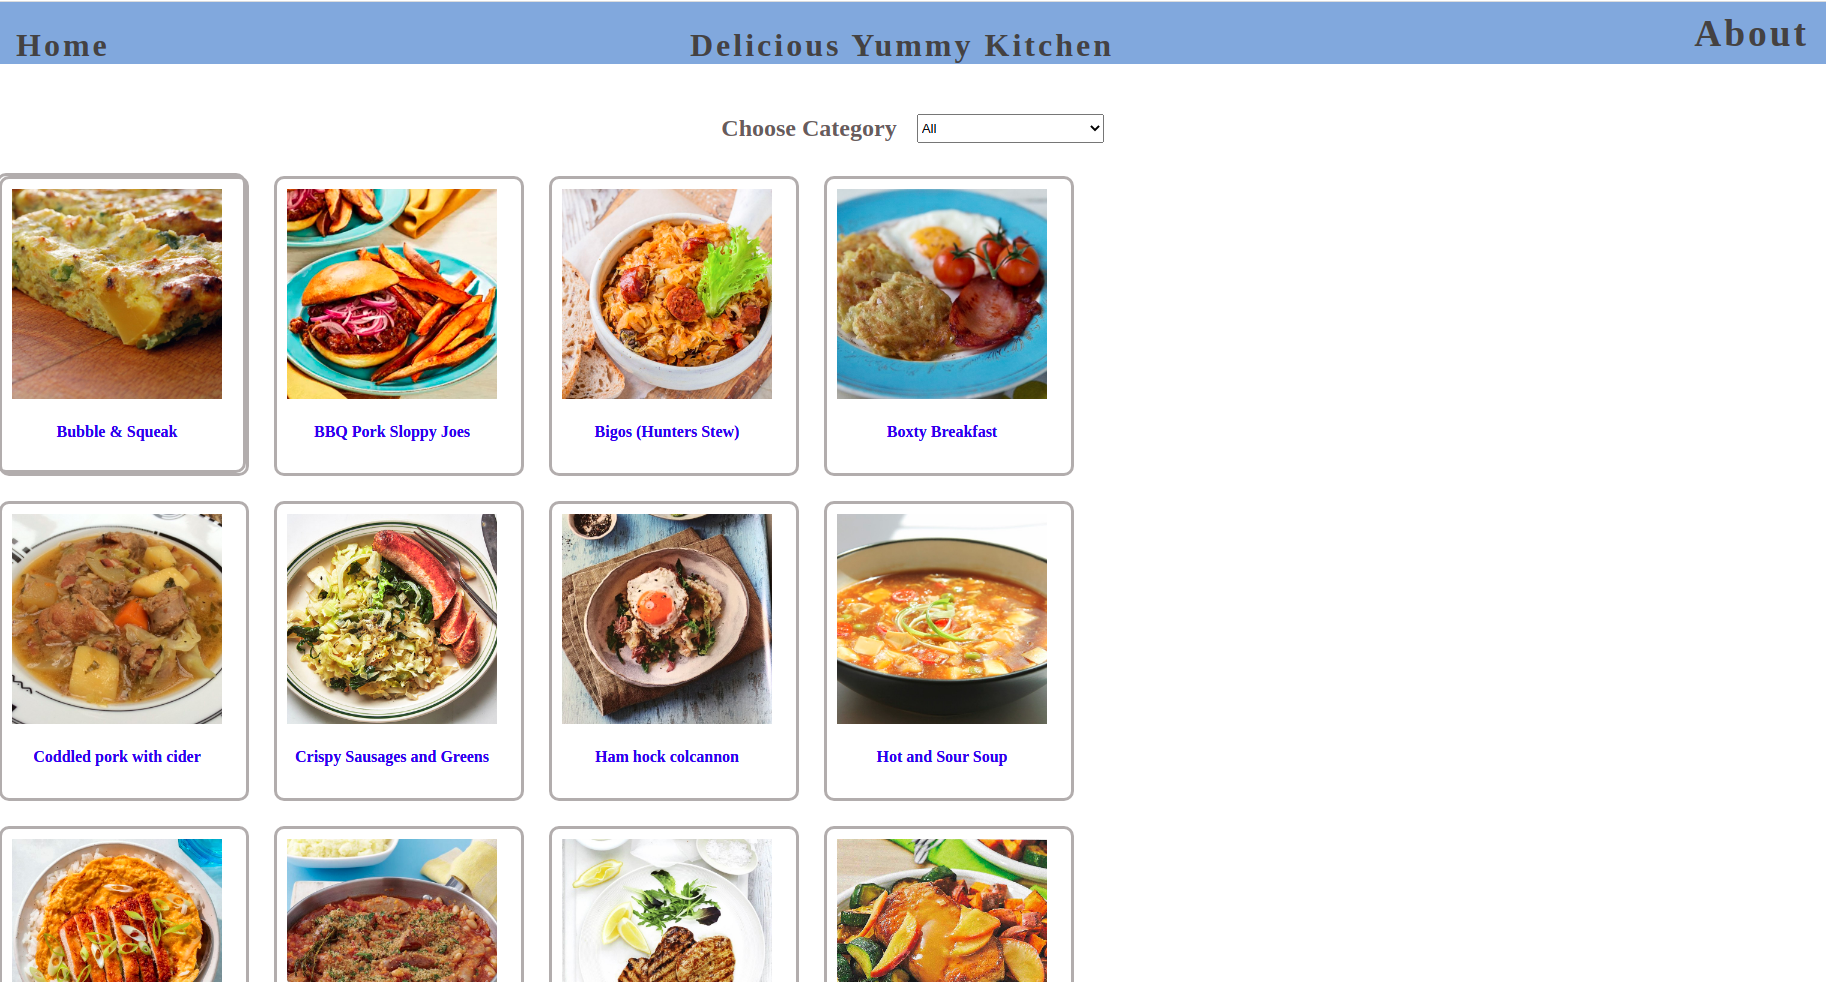 Home
Delicious Yummy Kitchen
About
Choose Category
All
Bubble & Squeak
BBQ Pork Sloppy Joes
Bigos (Hunters Stew)
Boxty Breakfast
Coddled pork with cider
Crispy Sausages and Greens
Ham hock colcannon
Hot and Sour Soup